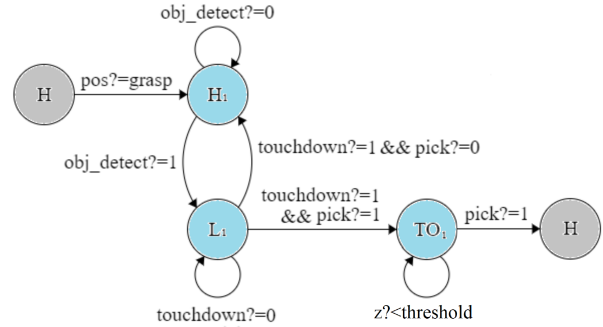 obj_detect?=0
H
pos?=grasp
H₁
obj_detect?=1
touchdown?=1 && pick?=0
touchdown?=1
&& pick?=1
L₁
TO₁
pick?=1
H
touchdown?=0
z?<threshold